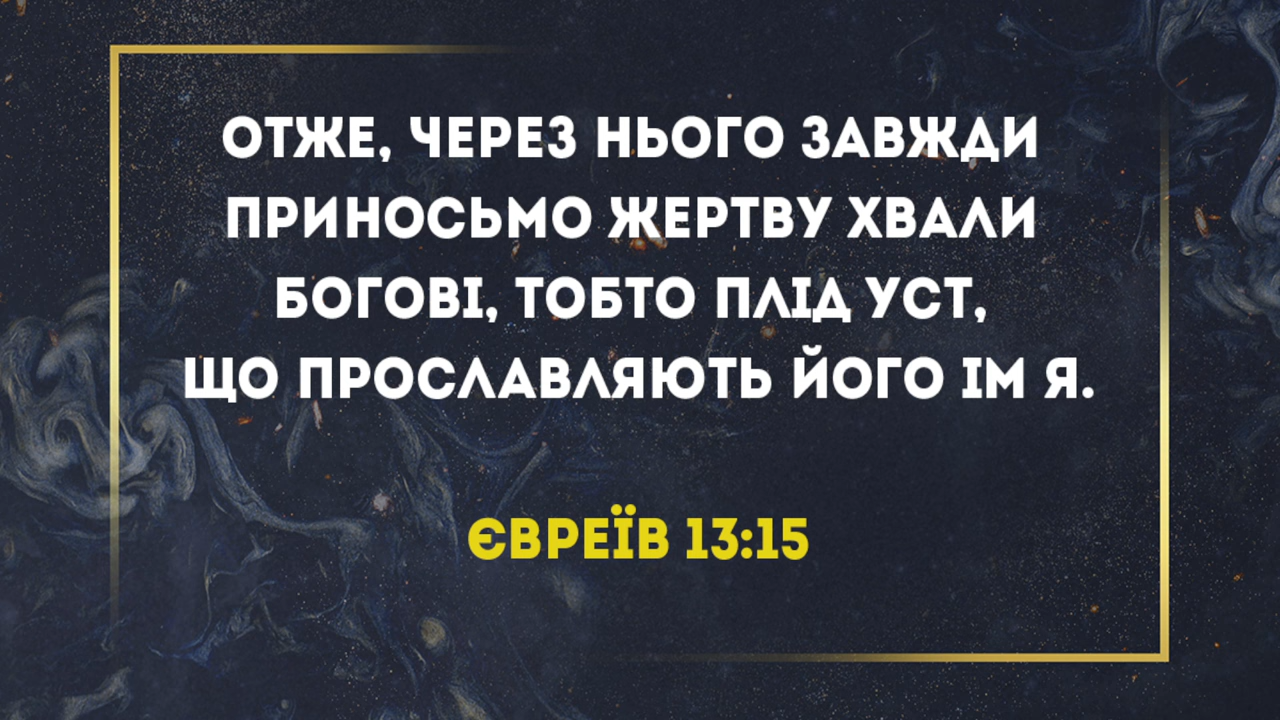 ОТЖЕ, ЧЕРЕЗ НЬОГО ЗАВЖДИ
ПРИНОСЬМО ЖЕРТВУ ХВАЛИ
БОГОВІ, ТОБТО ПЛІД УСТ,
ЩО ПРОСЛАВЛЯЮТЬ ЙОГО ІМ Я.
ЄВРЕЇВ 13:15